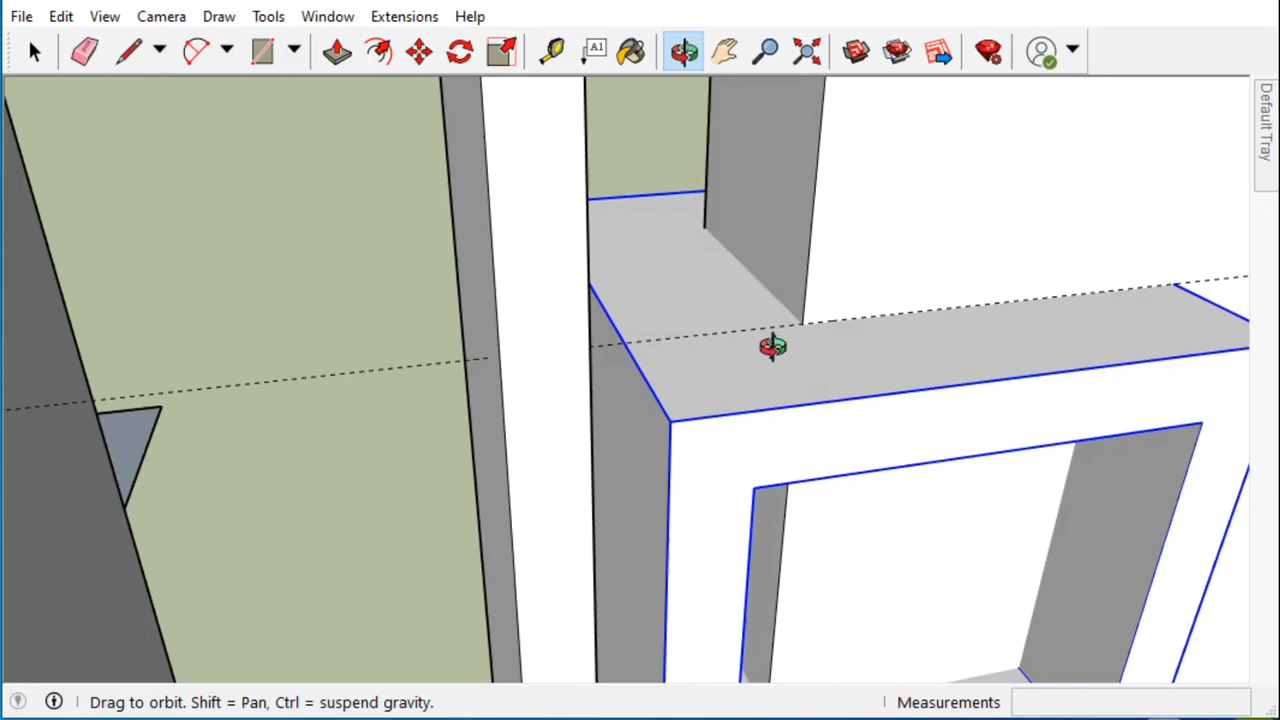 File Edit View Camera Draw Tools Window Extensions Help
A1
Default Tray
Drag to orbit. Shift = Pan, Ctrl = suspend gravity.
Measurements